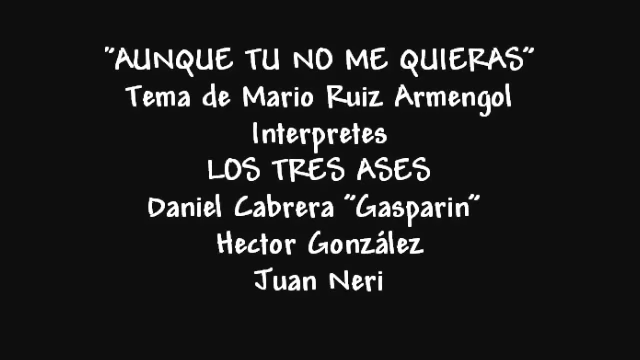 "AUNQUE TU NO ME QUIERAS"
Tema de Mario Ruiz Armengol
Interpretes
LOS TRES ASES
Daniel Cabrera "Gasparin"
Hector González
Juan Neri